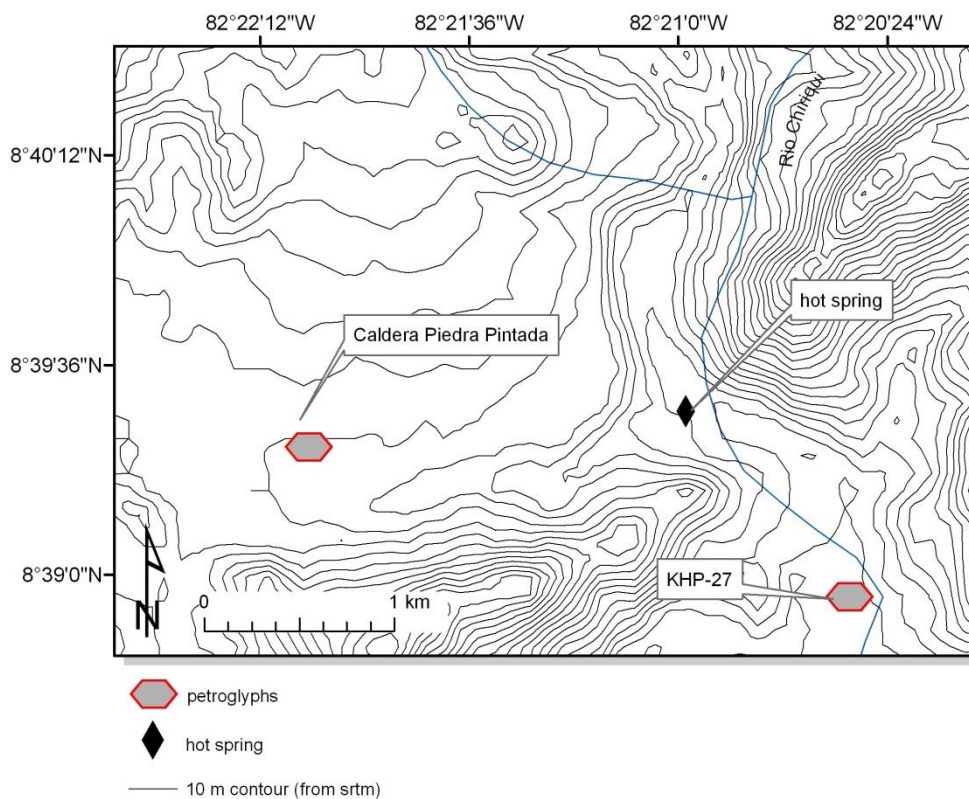 82°22'12"W 82°21'36"W 82°21'0"W 82°20'24"W
Rio Chiriqui
8°40'12"N
hot spring
Caldera Piedra Pintada
8°39'36"N
8°39'0"N
KHP-27
N
0 1 km
petroglyphs
hot spring
10 m contour (from srtm)